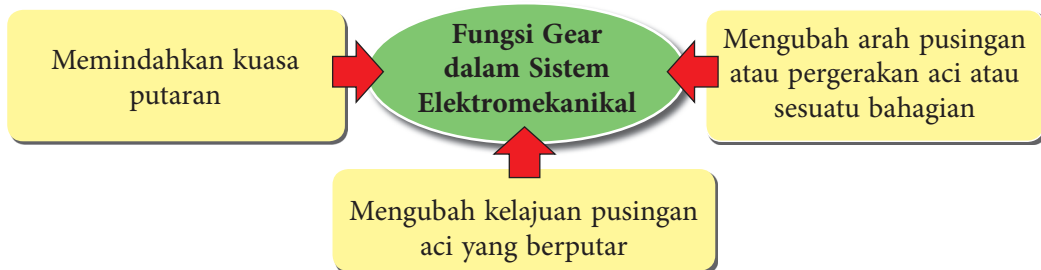 Memindahkan kuasa
putaran
Fungsi Gear
dalam Sistem
Elektromekanikal
Mengubah arah pusingan
atau pergerakan aci atau
sesuatu bahagian
Mengubah kelajuan pusingan
aci yang berputar